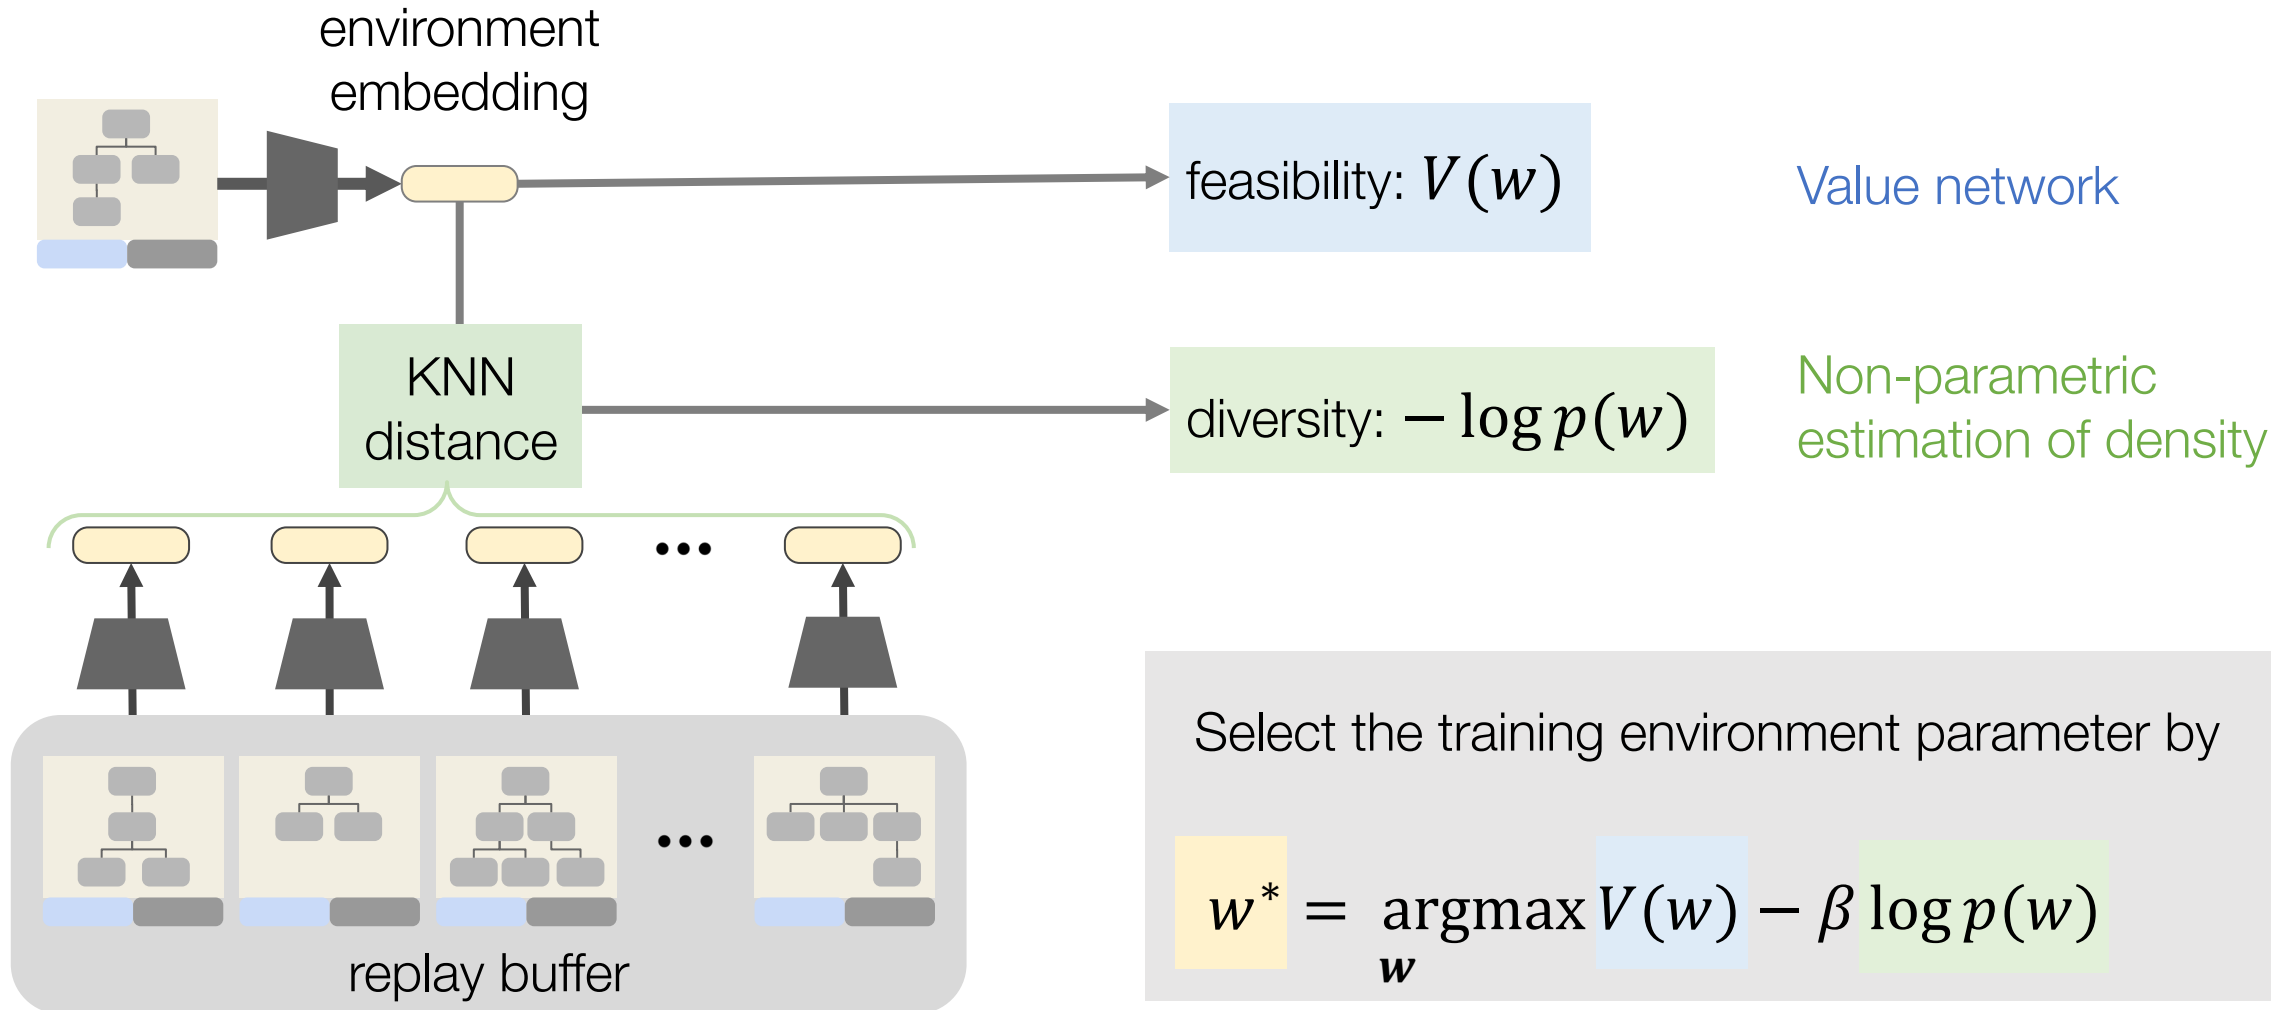 environment
embedding
feasibility: V(w)
Value network
KNN
distance
diversity: − log p(w)
Non-parametric
estimation of density
•••
Select the training environment parameter by
w* = argmax V(w) − β log p(w)
w
•••
replay buffer